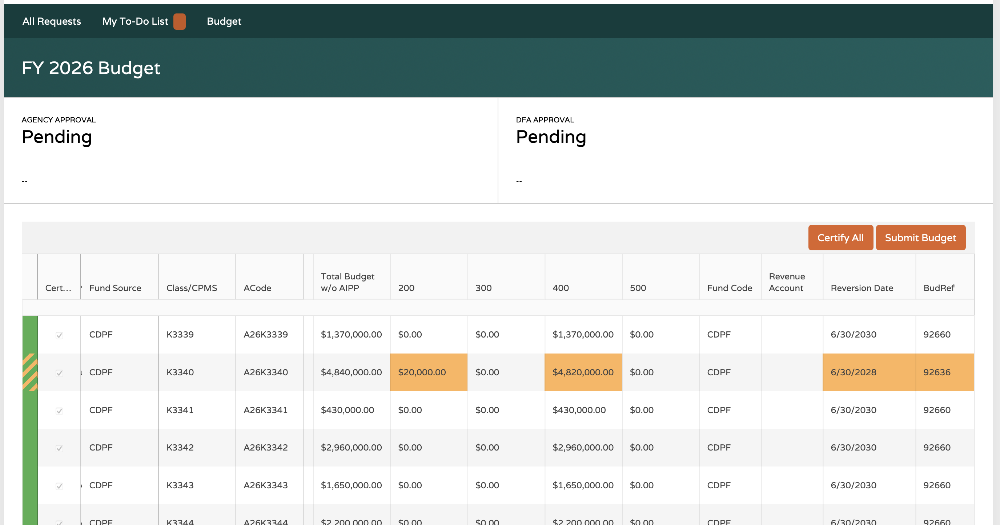 All Requests My To-Do List Budget
FY 2026 Budget
AGENCY APPROVAL
Pending
--
DFA APPROVAL
Pending
--
Certify All Submit Budget
Cert... Fund Source Class/CPMS ACode Total Budget w/o AIPP 200 300 400 500 Fund Code Revenue Account Reversion Date BudRef
CDPF K3339 A26K3339 $1,370,000.00 $0.00 $0.00 $1,370,000.00 $0.00 CDPF 6/30/2030 92660
CDPF K3340 A26K3340 $4,840,000.00 $20,000.00 $0.00 $4,820,000.00 $0.00 CDPF 6/30/2028 92636
CDPF K3341 A26K3341 $430,000.00 $0.00 $0.00 $430,000.00 $0.00 CDPF 6/30/2030 92660
CDPF K3342 A26K3342 $2,960,000.00 $0.00 $0.00 $2,960,000.00 $0.00 CDPF 6/30/2030 92660
CDPF K3343 A26K3343 $1,650,000.00 $0.00 $0.00 $1,650,000.00 $0.00 CDPF 6/30/2030 92660
CDPF K3344 A26K3344 $2,200,000.00 $0.00 $0.00 $2,200,000.00 $0.00 CDPF 6/30/2030 92660